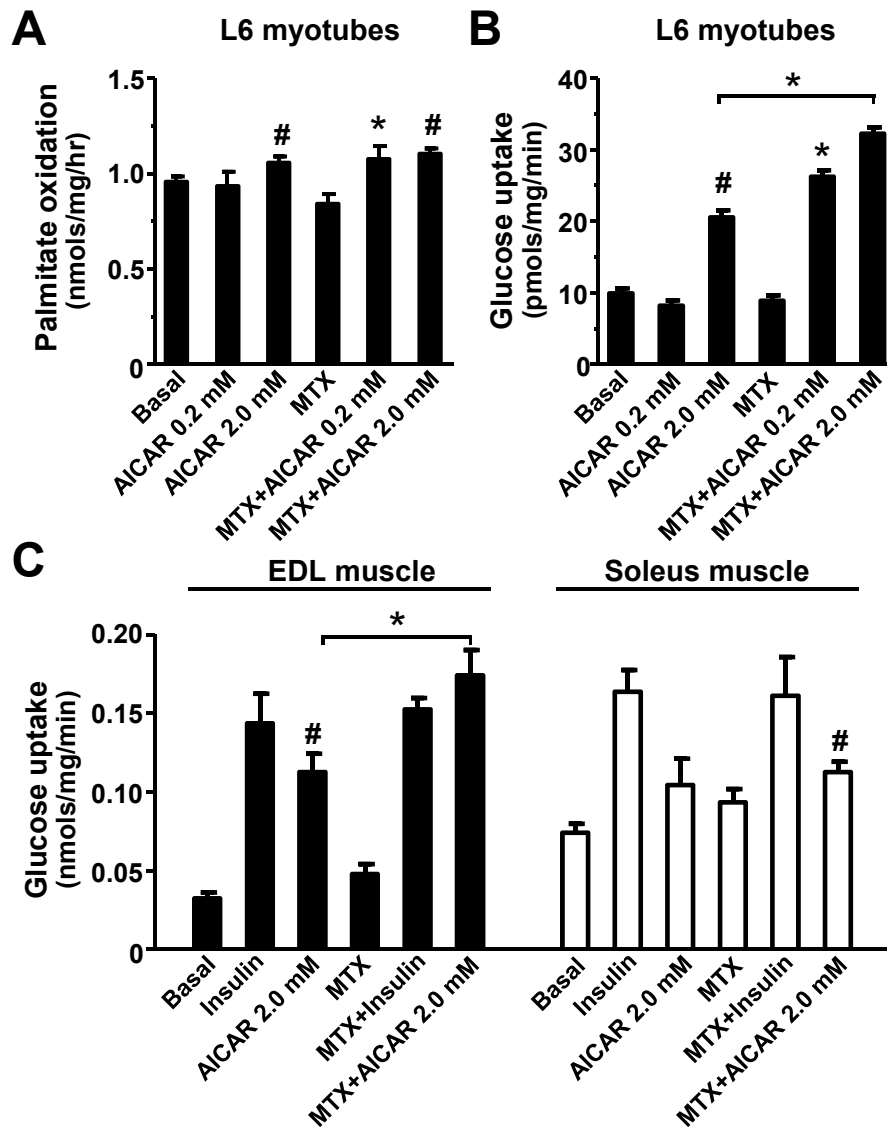 A
L6 myotubes
Palmitate oxidation
(nmols/mg/hr)
1.5
1.0
0.5
0
#
*
#
Basal
AICAR 0.2 mM
AICAR 2.0 mM
MTX
MTX+AICAR 0.2 mM
MTX+AICAR 2.0 mM
B
L6 myotubes
Glucose uptake
(pmols/mg/min)
40
30
20
10
0
*
#
*
Basal
AICAR 0.2 mM
AICAR 2.0 mM
MTX
MTX+AICAR 0.2 mM
MTX+AICAR 2.0 mM
C
EDL muscle
Soleus muscle
Glucose uptake
(nmols/mg/min)
0.20
0.15
0.10
0.05
0
*
#
#
Basal
Insulin
AICAR 2.0 mM
MTX
MTX+Insulin
MTX+AICAR 2.0 mM
Basal
Insulin
AICAR 2.0 mM
MTX
MTX+Insulin
MTX+AICAR 2.0 mM